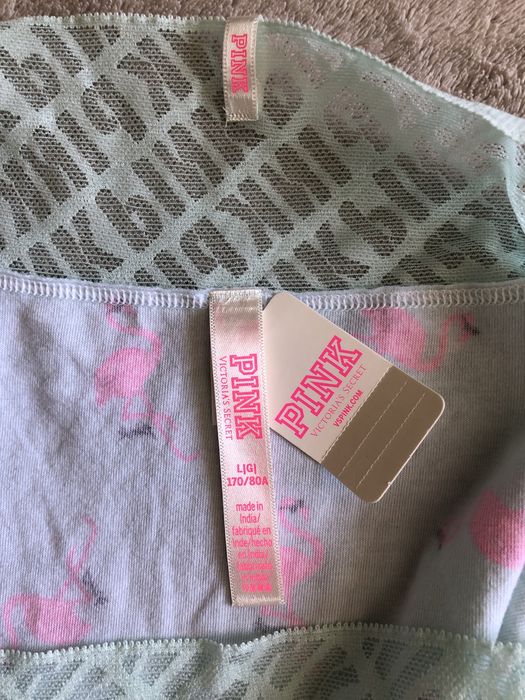 PINK
PINK
VICTORIA'S SECRET
L|G|
170/80A
made in
India/
fabriqué en
Inde/hecho
en India/
PINK
VICTORIA'S SECRET
VSPINK.COM